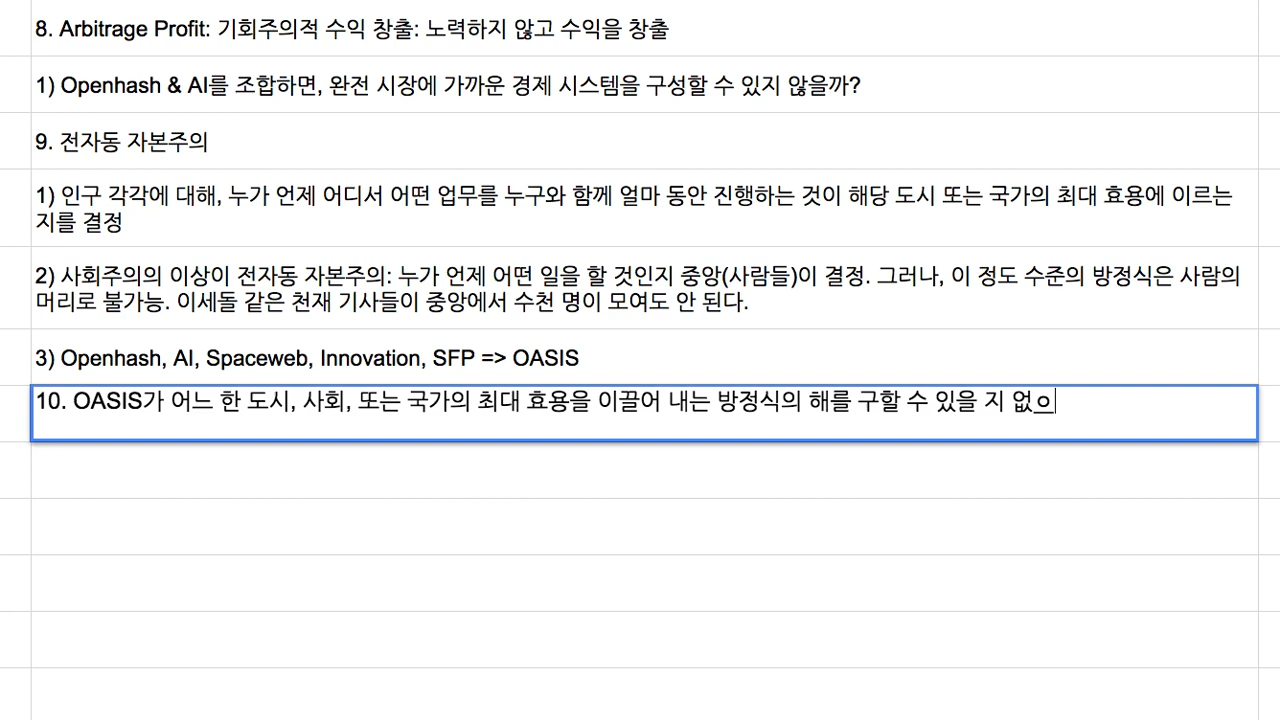 8. Arbitrage Profit: 기회주의적 수익 창출: 노력하지 않고 수익을 창출
1) Openhash & AI를 조합하면, 완전 시장에 가까운 경제 시스템을 구성할 수 있지 않을까?
9. 전자동 자본주의
1) 인구 각각에 대해, 누가 언제 어디서 어떤 업무를 누구와 함께 얼마 동안 진행하는 것이 해당 도시 또는 국가의 최대 효용에 이르는
지를 결정
2) 사회주의의 이상이 전자동 자본주의: 누가 언제 어떤 일을 할 것인지 중앙(사람들)이 결정. 그러나, 이 정도 수준의 방정식은 사람의
머리로 불가능. 이세돌 같은 천재 기사들이 중앙에서 수천 명이 모여도 안 된다.
3) Openhash, AI, Spaceweb, Innovation, SFP => OASIS
10. OASIS가 어느 한 도시, 사회, 또는 국가의 최대 효용을 이끌어 내는 방정식의 해를 구할 수 있을 지 없ㅇ